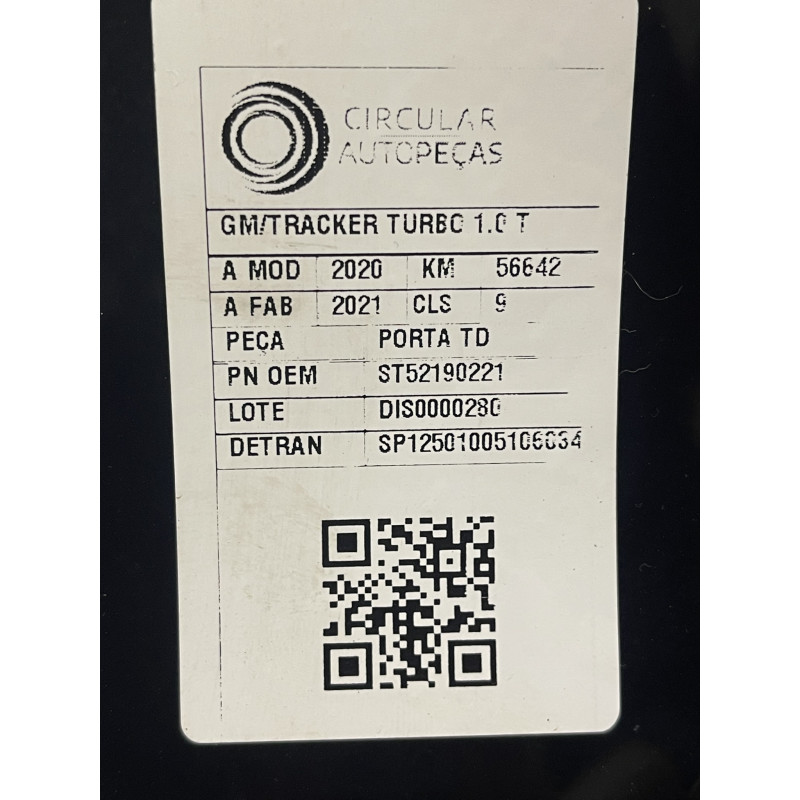 CIRCULAR
AUTOPEÇAS
GM/TRACKER TURBO 1.0 T
A MOD 2020 KM 56642
A FAB 2021 CLS 9
PEÇA PORTA TD
PN OEM ST52190221
LOTE DIS0000280
DETRAN SP12501005106634